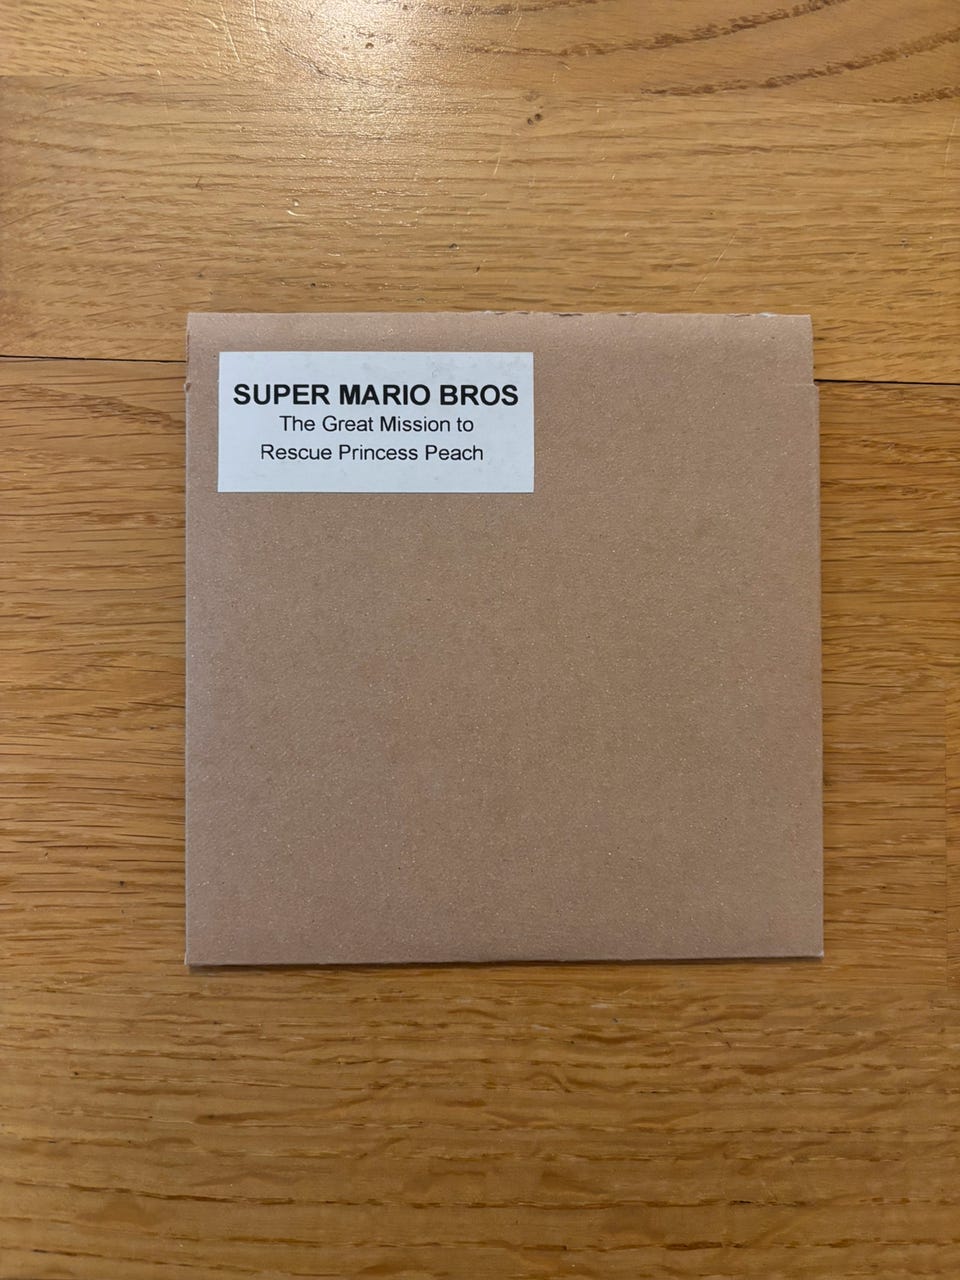 SUPER MARIO BROS
The Great Mission to
Rescue Princess Peach